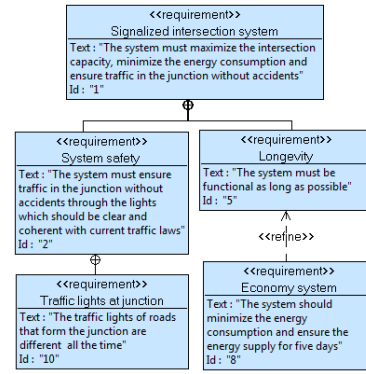 <<requirement>>
Signalized intersection system
Text : "The system must maximize the intersection
capacity, minimize the energy consumption and
ensure traffic in the junction without accidents"
Id : "1"
<<requirement>>
System safety
Text : "The system must ensure
traffic in the junction without
accidents through the lights
which should be clear and
coherent with current traffic laws"
Id : "2"
<<requirement>>
Longevity
Text : "The system must be
functional as long as possible"
Id : "5"
<<refine>>
<<requirement>>
Traffic lights at junction
Text : "The traffic lights of roads
that form the junction are
different all the time"
Id : "10"
<<requirement>>
Economy system
Text : "The system should
minimize the energy
consumption and ensure the
energy supply for five days"
Id : "8"